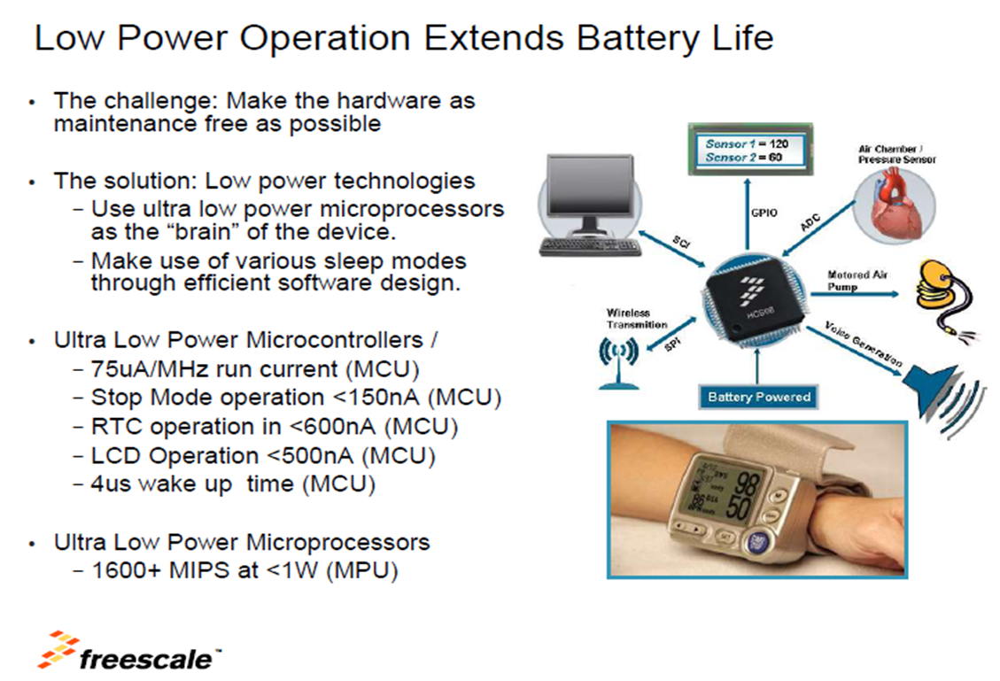 Low Power Operation Extends Battery Life
• The challenge: Make the hardware as
maintenance free as possible
• The solution: Low power technologies
– Use ultra low power microprocessors
as the “brain” of the device.
– Make use of various sleep modes
through efficient software design.
• Ultra Low Power Microcontrollers /
– 75uA/MHz run current (MCU)
– Stop Mode operation <150nA (MCU)
– RTC operation in <600nA (MCU)
– LCD Operation <500nA (MCU)
– 4us wake up time (MCU)
• Ultra Low Power Microprocessors
– 1600+ MIPS at <1W (MPU)
Sensor 1 = 120
Sensor 2 = 60
Air Chamber /
Pressure Sensor
GPIO
ADC
SCI
Motored Air
Pump
HCS08
Wireless
Transmition
SPI
Voice Generation
Battery Powered
98
86
50
SET
freescale™